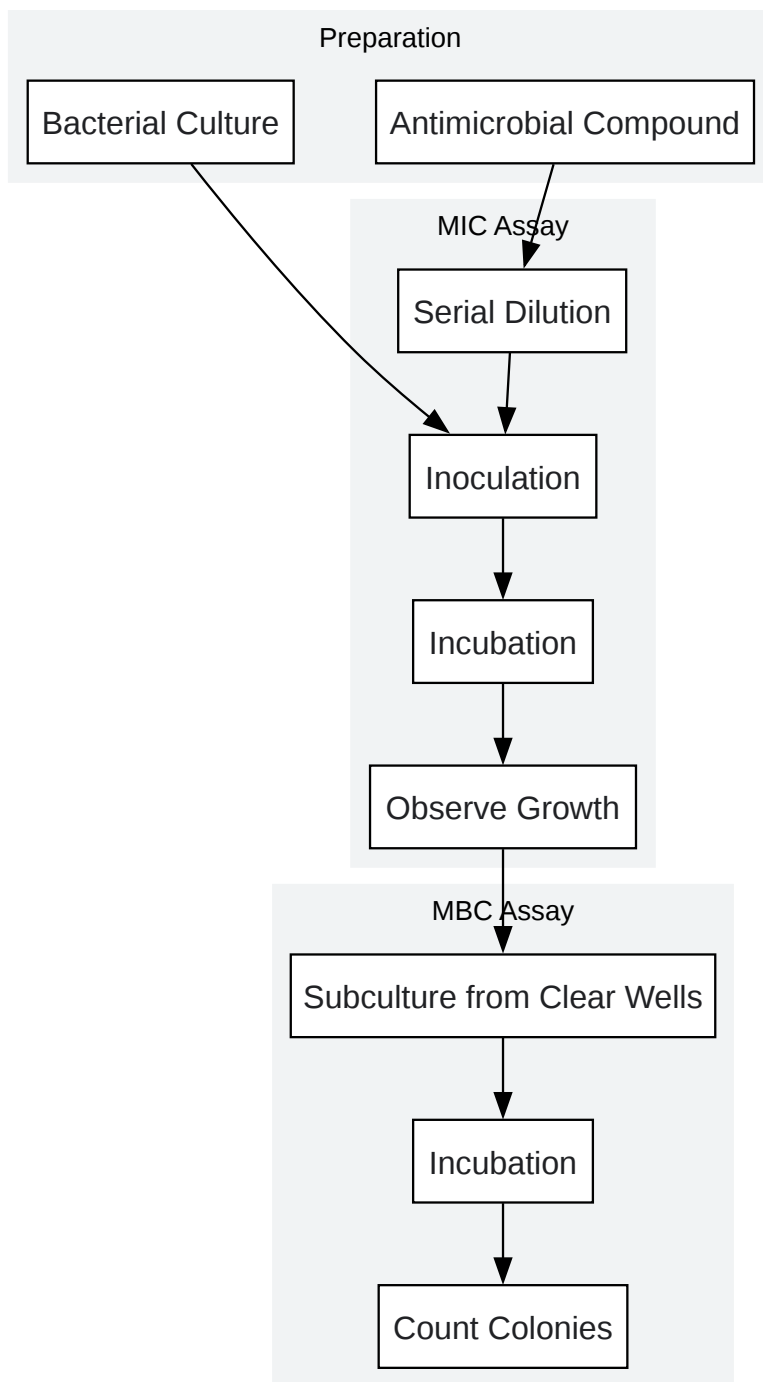 Preparation
Bacterial Culture
Antimicrobial Compound
MIC Assay
Serial Dilution
Inoculation
Incubation
Observe Growth
MBC Assay
Subculture from Clear Wells
Incubation
Count Colonies